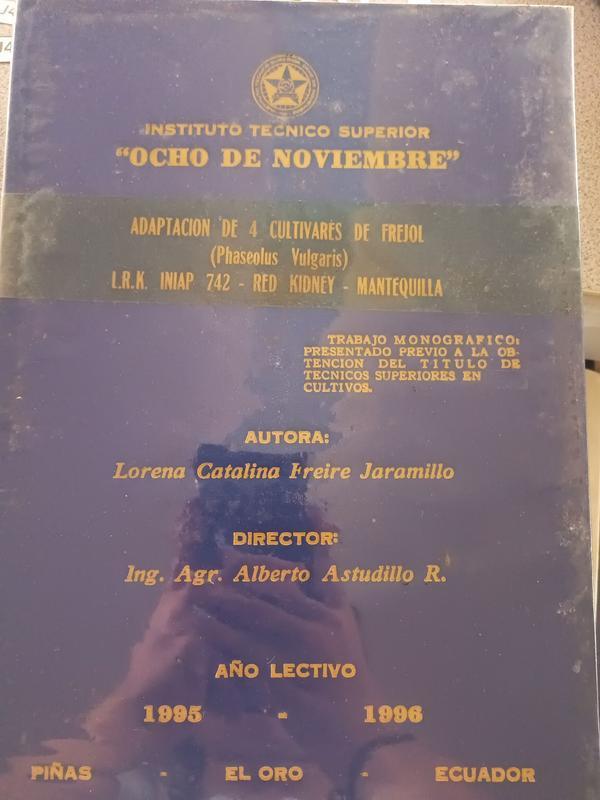 INSTITUTO TECNICO SUPERIOR
"OCHO DE NOVIEMBRE"
ADAPTACION DE 4 CULTIVARES DE FREJOL
(Phaseolus Vulgaris)
L.R.K. INIAP 742 - RED KIDNEY - MANTEQUILLA
TRABAJO MONOGRAFICO:
PRESENTADO PREVIO A LA OB-
TENCION DEL TITULO DE
TECNICOS SUPERIORES EN
CULTIVOS.
AUTORA:
Lorena Catalina Freire Jaramillo
DIRECTOR:
Ing. Agr. Alberto Astudillo R.
AÑO LECTIVO
1995 - 1996
PIÑAS - EL ORO - ECUADOR